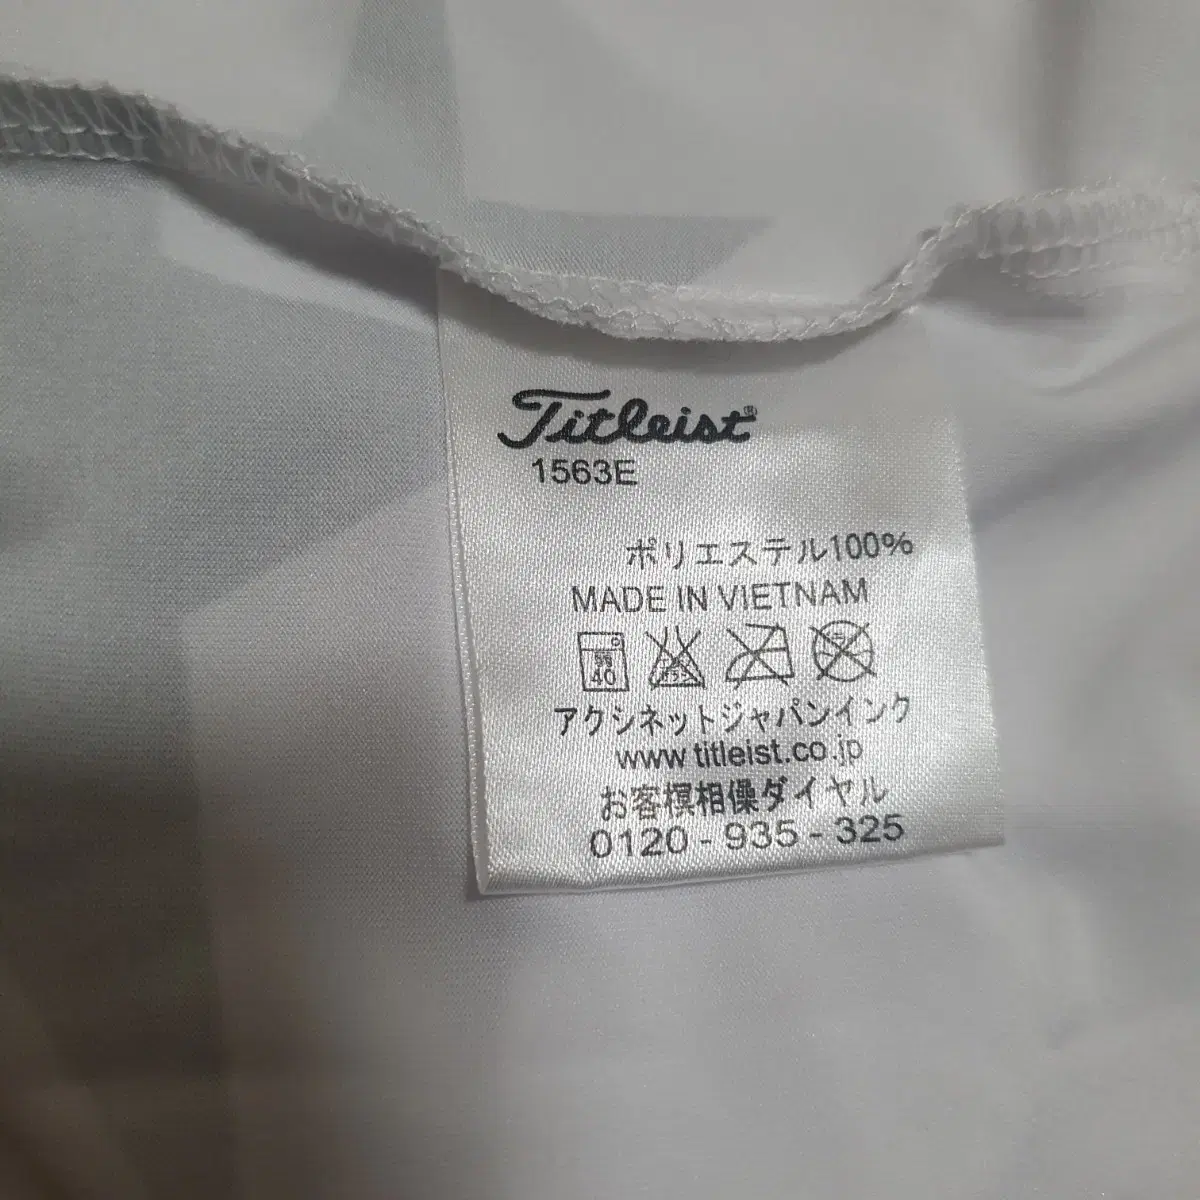 Titleist®
1563E
ポリエステル100%
MADE IN VIETNAM
弱
40
アクシネットジャパンインク
www.titleist.co.jp
お客様相談ダイヤル
0120-935-325